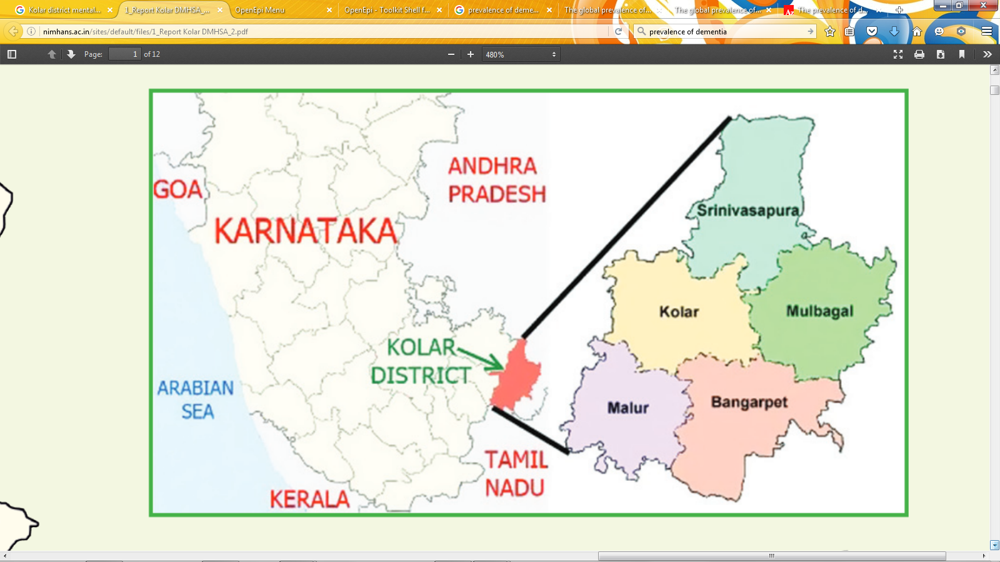 Kolar district mental...
1_Report Kolar DMHSA_...
OpenEpi Menu
OpenEpi - Toolkit Shell f...
prevalence of deme...
The global prevalence of...
The global prevalence of...
The prevalence of d...
nimhans.ac.in/sites/default/files/1_Report Kolar DMHSA_2.pdf
prevalence of dementia
Page: 1 of 12
480%
ANDHRA
PRADESH
GOA
KARNATAKA
KOLAR
DISTRICT
ARABIAN
SEA
TAMIL
NADU
KERALA
Srinivasapura
Kolar
Mulbagal
Malur
Bangarpet